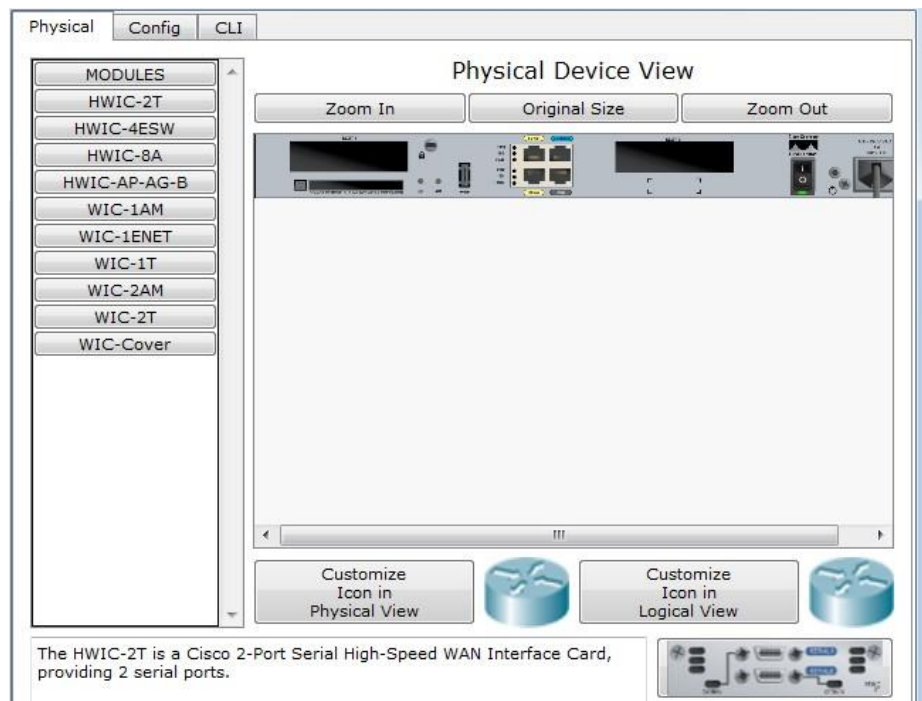 Physical Config CLI
MODULES
HWIC-2T
HWIC-4ESW
HWIC-8A
HWIC-AP-AG-B
WIC-1AM
WIC-1ENET
WIC-1T
WIC-2AM
WIC-2T
WIC-Cover
Physical Device View
Zoom In Original Size Zoom Out
Customize
Icon in
Physical View
Customize
Icon in
Logical View
The HWIC-2T is a Cisco 2-Port Serial High-Speed WAN Interface Card,
providing 2 serial ports.